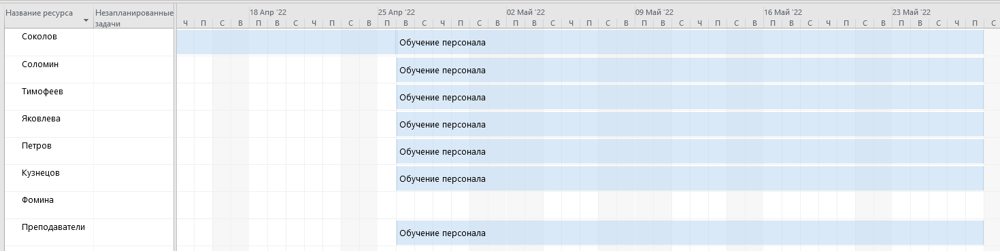 Название ресурса
Незапланированные задачи
18 Апр '22 25 Апр '22 02 Май '22 09 Май '22 16 Май '22 23 Май '22
Ч П С В П В С Ч П С В П В С Ч П С В П В С Ч П С В П В С Ч П С В П В С Ч П С В П В С Ч П С
Соколов Обучение персонала
Соломин Обучение персонала
Тимофеев Обучение персонала
Яковлева Обучение персонала
Петров Обучение персонала
Кузнецов Обучение персонала
Фомина
Преподаватели Обучение персонала